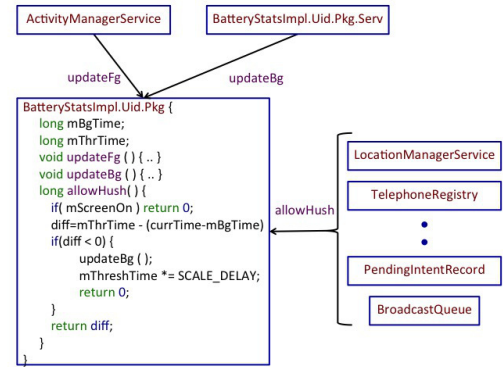 ActivityManagerService
BatteryStatsImpl.Uid.Pkg.Serv
updateFg
updateBg
BatteryStatsImpl.Uid.Pkg {
long mBgTime;
long mThrTime;
void updateFg ( ) { .. }
void updateBg ( ) { .. }
long allowHush( ) {
if( mScreenOn ) return 0;
diff=mThrTime - (currTime-mBgTime)
if(diff < 0) {
updateBg ( );
mThreshTime *= SCALE_DELAY;
return 0;
}
return diff;
}
}
allowHush
LocationManagerService
TelephoneRegistry
PendingIntentRecord
BroadcastQueue